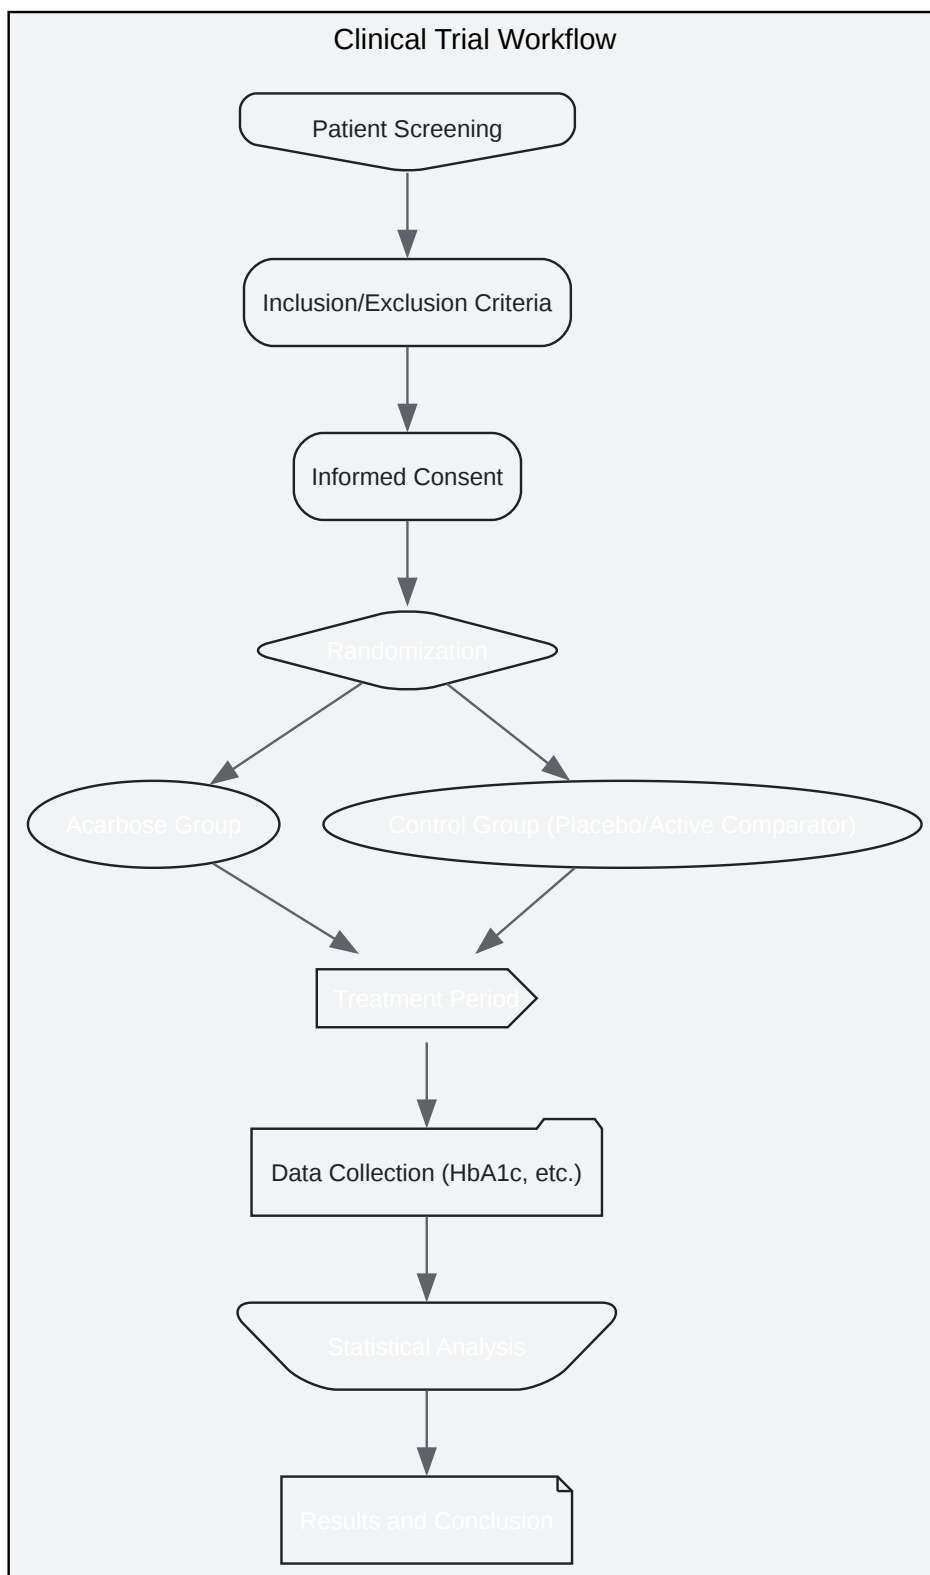 Clinical Trial Workflow
Patient Screening
Inclusion/Exclusion Criteria
Informed Consent
Randomization
Acarbose Group
Control Group (Placebo/Active Comparator)
Treatment Period
Data Collection (HbA1c, etc.)
Statistical Analysis
Results and Conclusion